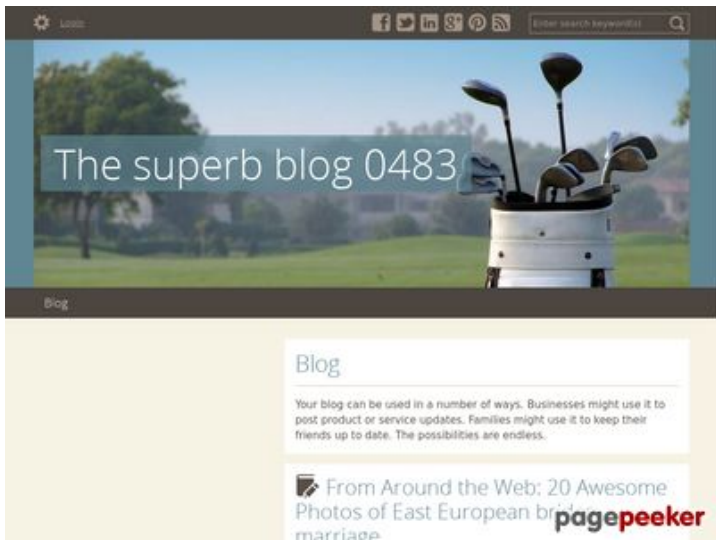 Login
Enter search keyword(s)
The superb blog 0483
Blog
Blog
Your blog can be used in a number of ways. Businesses might use it to
post product or service updates. Families might use it to keep their
friends up to date. The possibilities are endless.
From Around the Web: 20 Awesome
Photos of East European
marriage
pagepeeker